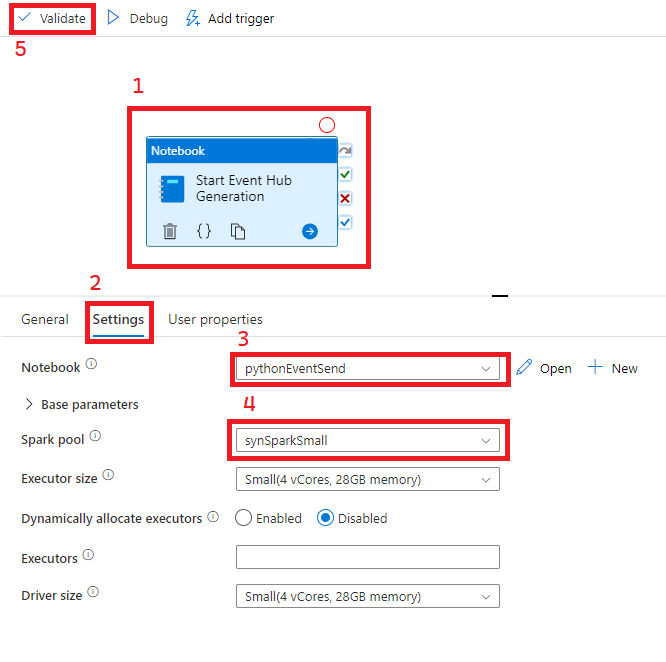 Validate Debug Add trigger
5
1
Notebook
Start Event Hub
Generation
{}
2
General Settings User properties
3
Notebook pythonEventSend Open New
Base parameters
4
Spark pool synSparkSmall
Executor size Small(4 vCores, 28GB memory)
Dynamically allocate executors Enabled Disabled
Executors
Driver size Small(4 vCores, 28GB memory)